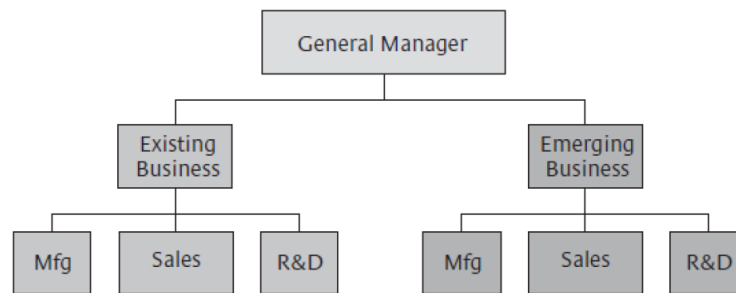 General Manager
Existing
Business
Emerging
Business
Mfg
Sales
R&D
Mfg
Sales
R&D